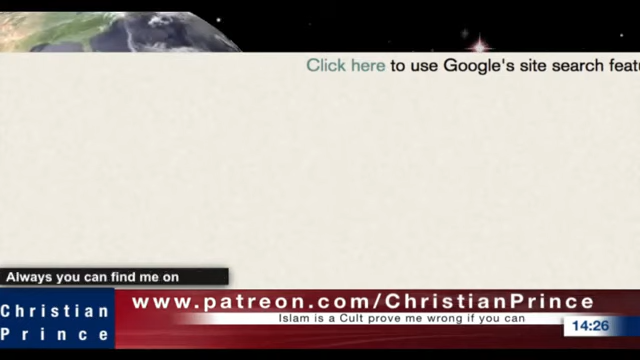 Click here to use Google's site search featu
Always you can find me on
Christian
Prince
www.patreon.com/ChristianPrince
Islam is a Cult prove me wrong if you can
14:26